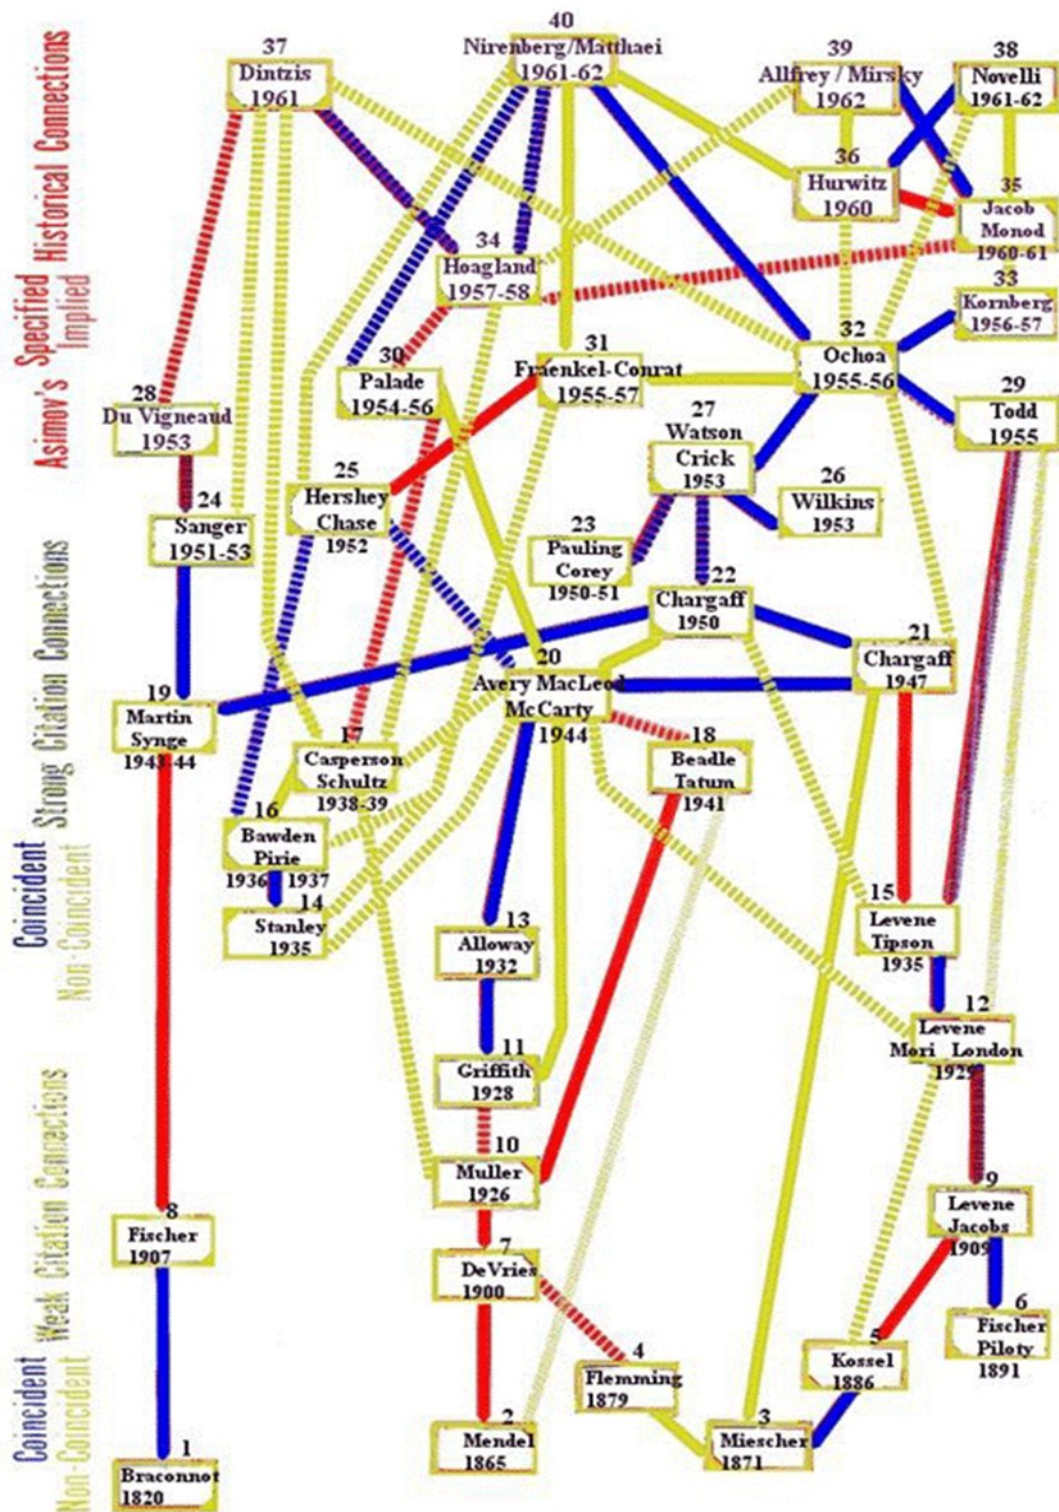 40
Nirenberg/Matthaei
1961-62
37
Dintzis
1961
39
Allfrey / Mirsky
1962
38
Novelli
1961-62
36
Hurwitz
1960
35
Jacob
Monod
1960-61
34
Hoagland
1957-58
33
Kornberg
1956-57
32
Ochoa
1955-56
31
Fraenkel-Conrat
1955-57
30
Palade
1954-56
29
Todd
1955
28
Du Vigneaud
1953
27
Watson
Crick
1953
26
Wilkins
1953
25
Hershey
Chase
1952
24
Sanger
1951-53
23
Pauling
Corey
1950-51
22
Chargaff
1950
21
Chargaff
1947
20
Avery MacLeod
McCarty
1944
19
Martin
Synge
1943-44
18
Beadle
Tatum
1941
17
Casperson
Schultz
1938-39
16
Bawden
Pirie
1936 1937
15
Levene
Tipson
1935
14
Stanley
1935
13
Alloway
1932
12
Levene
Mori London
1929
11
Griffith
1928
10
Muller
1926
9
Levene
Jacobs
1909
8
Fischer
1907
7
DeVries
1900
6
Fischer
Piloty
1891
5
Kossel
1886
4
Flemming
1879
3
Miescher
1871
2
Mendel
1865
1
Braconnot
1820
Asimov's Specified Historical Connections
Implied
Coincident Strong Citation Connections
Non-Coincident
Coincident Weak Citation Connections
Non-Coincident